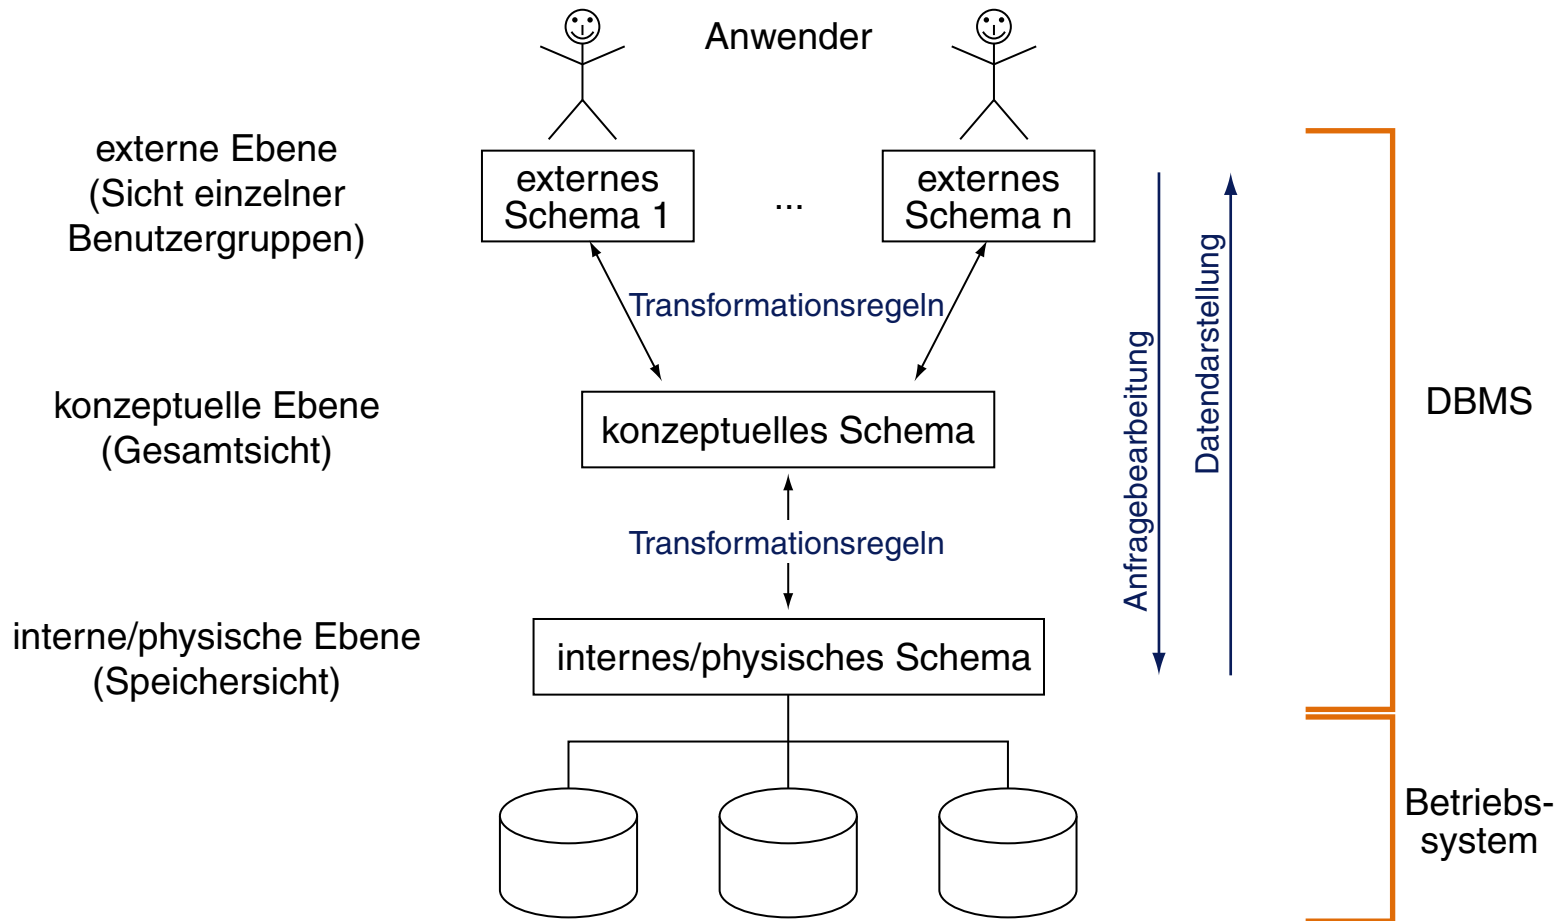 Anwender
externe Ebene
(Sicht einzelner
Benutzergruppen)
externes
Schema 1
...
externes
Schema n
Transformationsregeln
Anfragebearbeitung
Datendarstellung
konzeptuelle Ebene
(Gesamtsicht)
konzeptuelles Schema
DBMS
Transformationsregeln
interne/physische Ebene
(Speichersicht)
internes/physisches Schema
Betriebs-
system